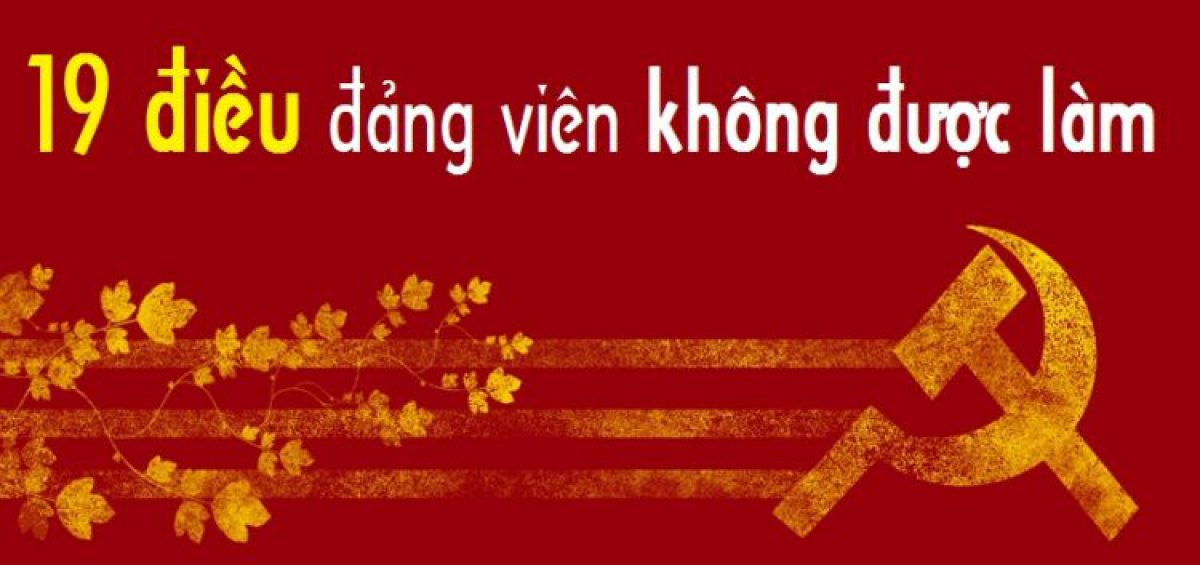 19 điều đảng viên không được làm